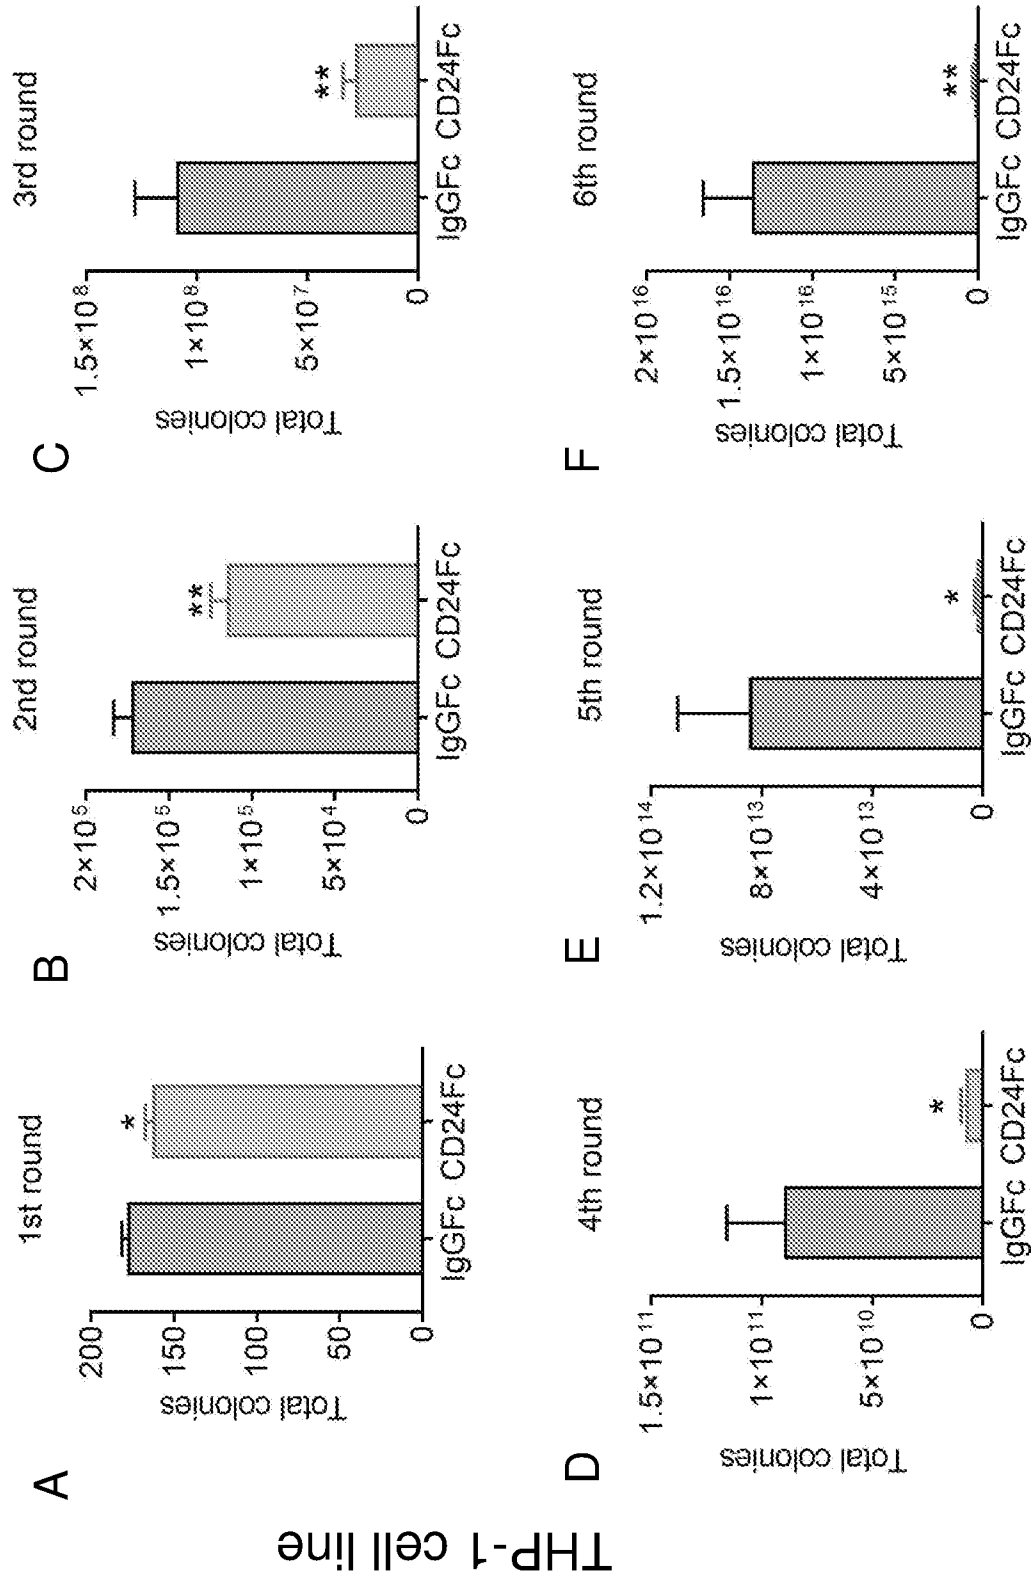 THP-1 cell line
A
1st round
Total colonies
200
150
100
50
0
*
IgGFc CD24Fc
B
2nd round
Total colonies
2×10⁵
1.5×10⁵
1×10⁵
5×10⁴
0
**
IgGFc CD24Fc
C
3rd round
Total colonies
1.5×10⁸
1×10⁸
5×10⁷
0
**
IgGFc CD24Fc
D
4th round
Total colonies
1.5×10¹¹
1×10¹¹
5×10¹⁰
0
*
IgGFc CD24Fc
E
5th round
Total colonies
1.2×10¹⁴
8×10¹³
4×10¹³
0
*
IgGFc CD24Fc
F
6th round
Total colonies
2×10¹⁶
1.5×10¹⁶
1×10¹⁶
5×10¹⁵
0
**
IgGFc CD24Fc